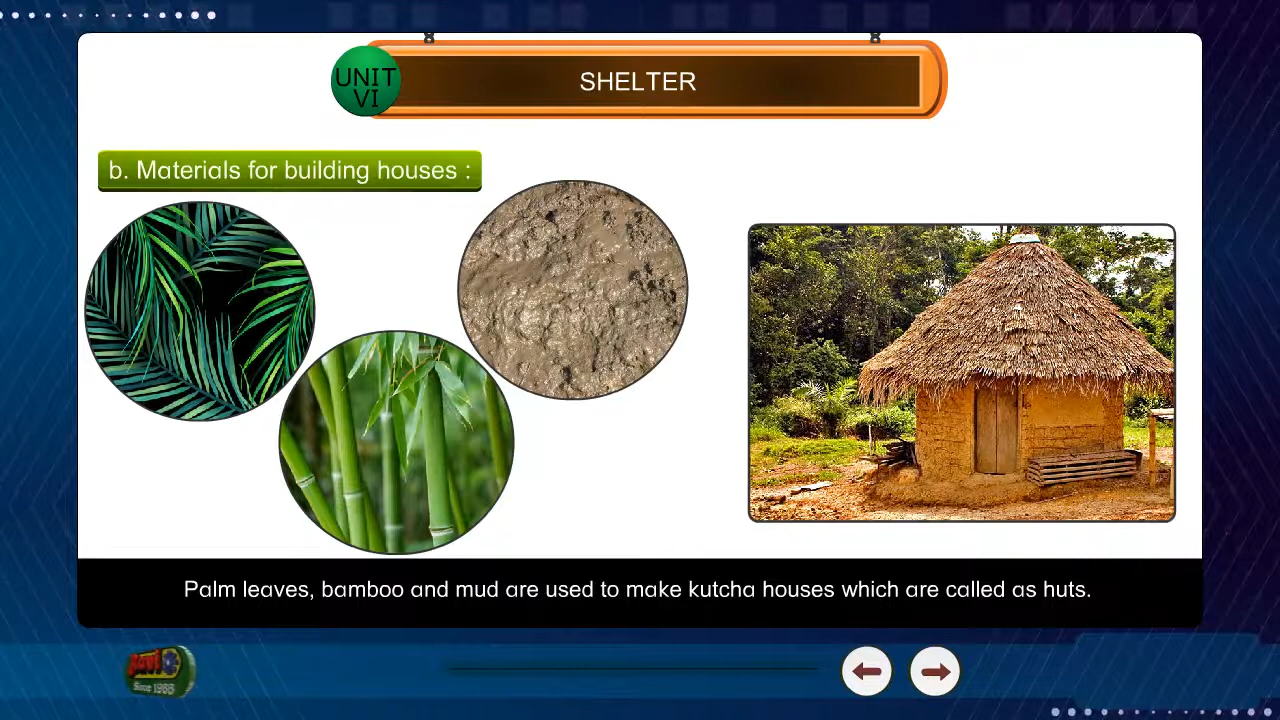 UNIT
VI
SHELTER
b. Materials for building houses :
Palm leaves, bamboo and mud are used to make kutcha houses which are called as huts.
Since 1985